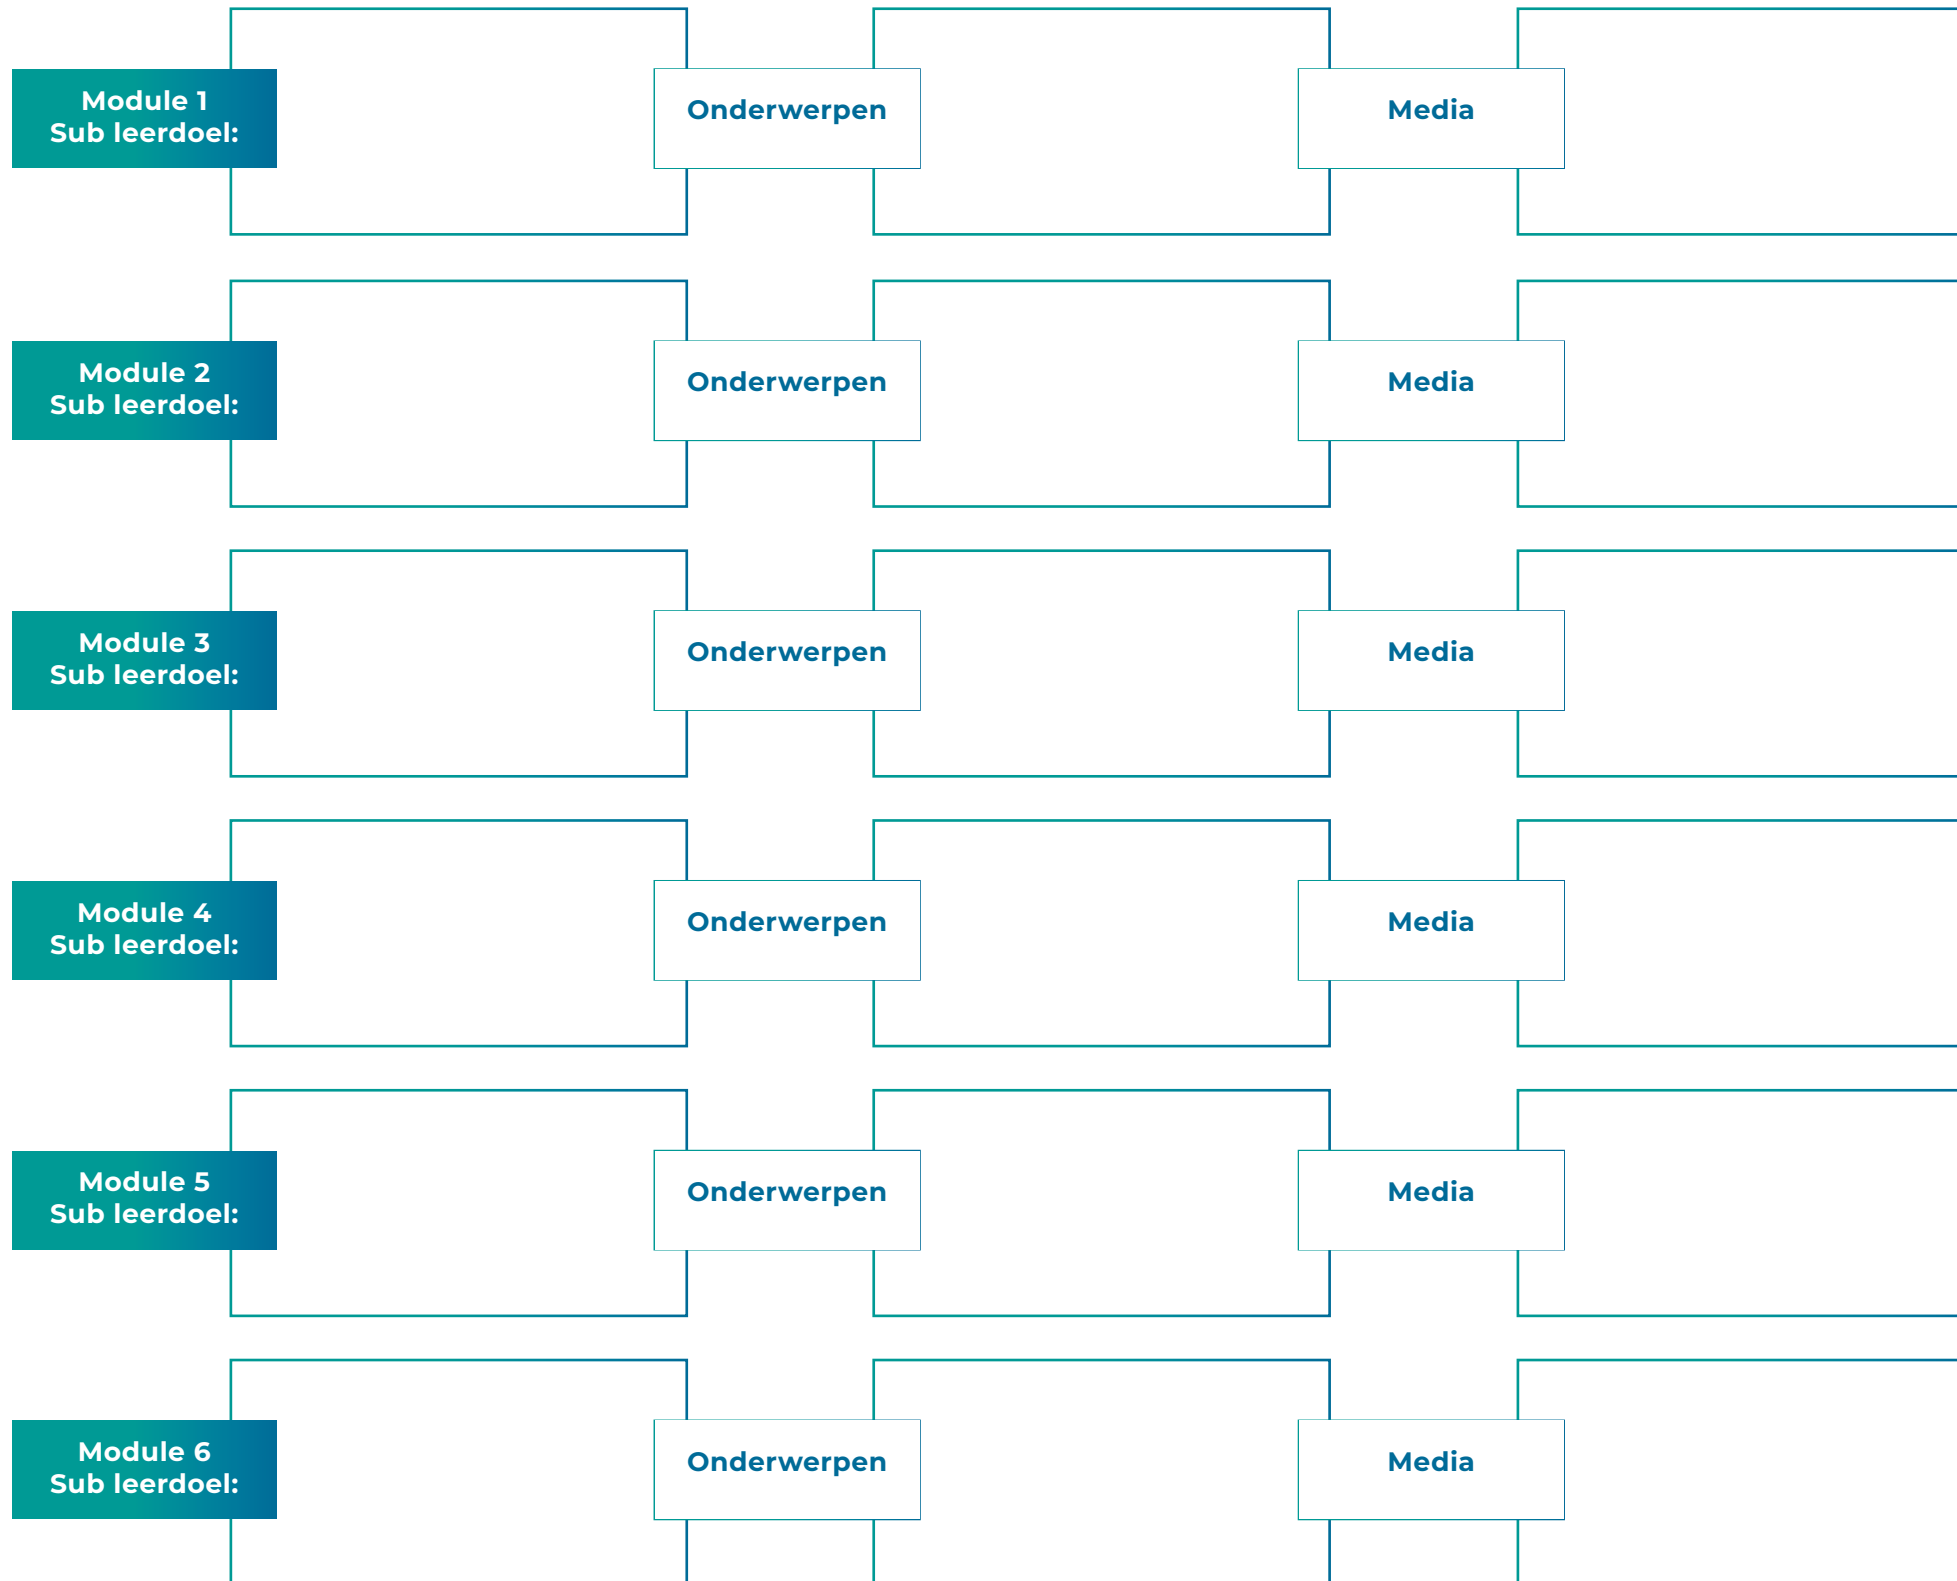 Module 1
Sub leerdoel:
Onderwerpen
Media
Module 2
Sub leerdoel:
Onderwerpen
Media
Module 3
Sub leerdoel:
Onderwerpen
Media
Module 4
Sub leerdoel:
Onderwerpen
Media
Module 5
Sub leerdoel:
Onderwerpen
Media
Module 6
Sub leerdoel:
Onderwerpen
Media